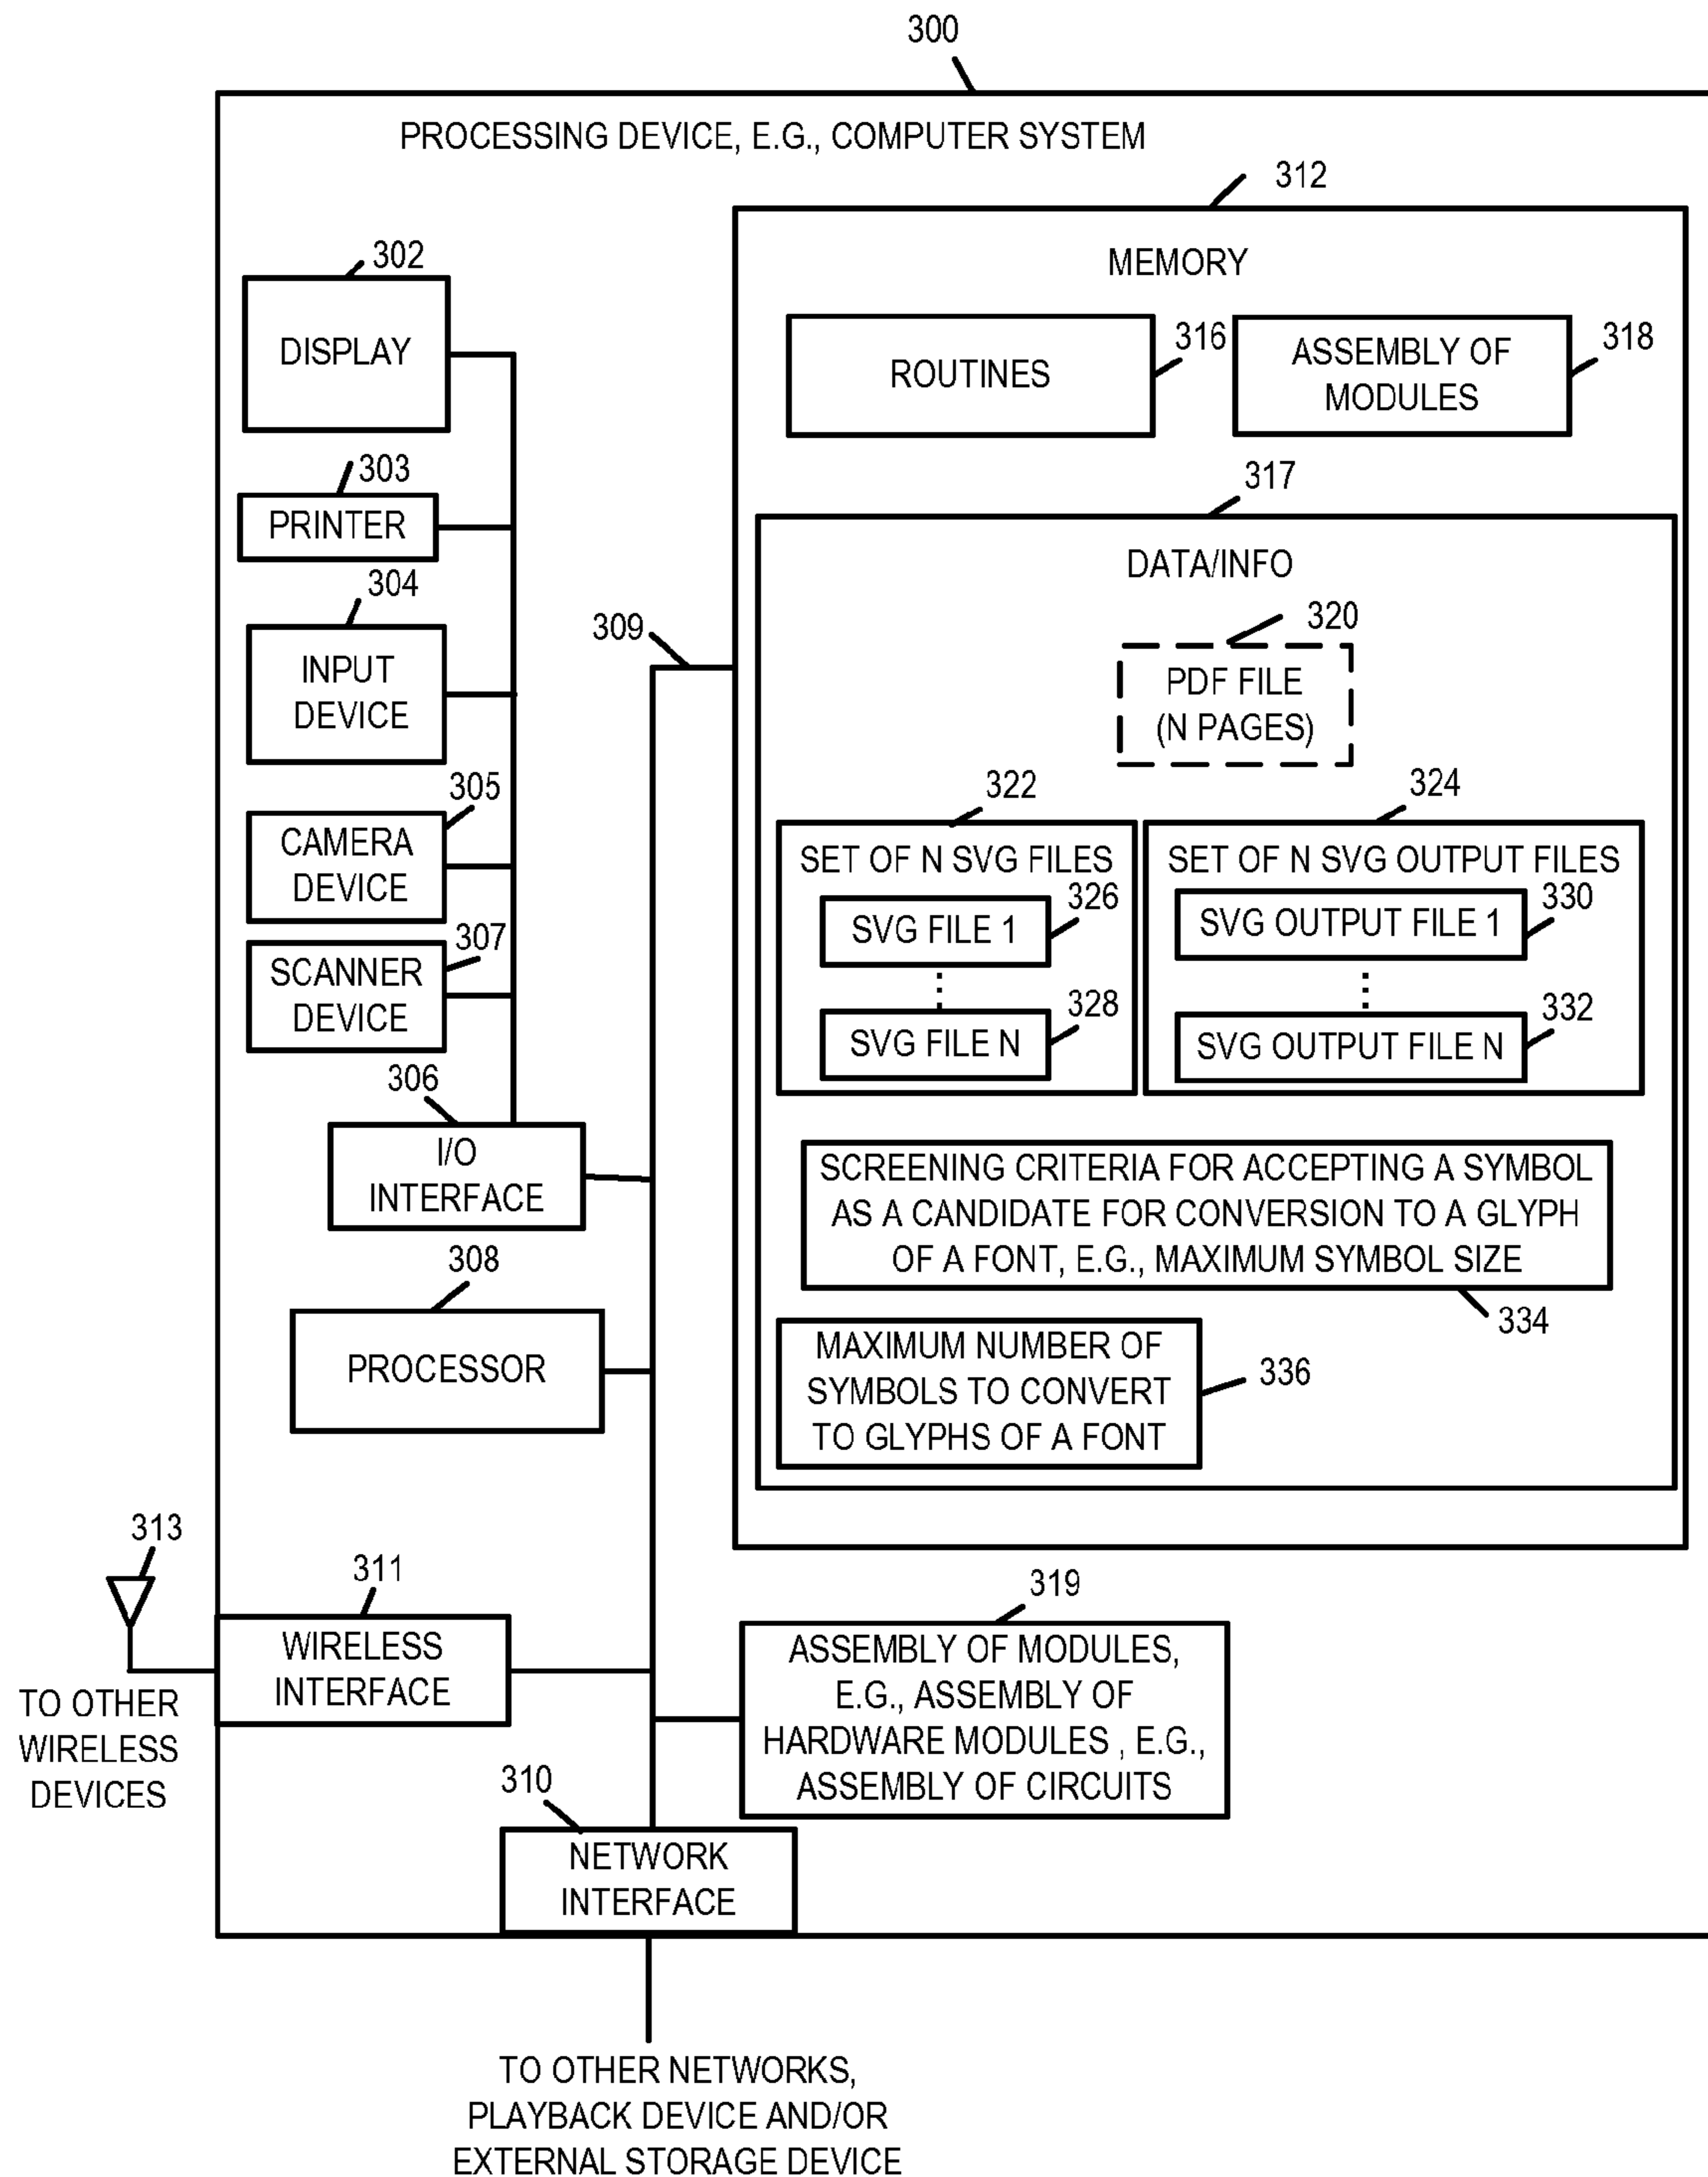 300
PROCESSING DEVICE, E.G., COMPUTER SYSTEM
312
MEMORY
302
DISPLAY
ROUTINES
316
ASSEMBLY OF
MODULES
318
303
PRINTER
317
DATA/INFO
304
INPUT
DEVICE
309
320
PDF FILE
(N PAGES)
305
CAMERA
DEVICE
322
SET OF N SVG FILES
SVG FILE 1
326
SVG FILE N
328
324
SET OF N SVG OUTPUT FILES
SVG OUTPUT FILE 1
330
SVG OUTPUT FILE N
332
307
SCANNER
DEVICE
306
I/O
INTERFACE
SCREENING CRITERIA FOR ACCEPTING A SYMBOL
AS A CANDIDATE FOR CONVERSION TO A GLYPH
OF A FONT, E.G., MAXIMUM SYMBOL SIZE
334
308
PROCESSOR
MAXIMUM NUMBER OF
SYMBOLS TO CONVERT
TO GLYPHS OF A FONT
336
313
311
WIRELESS
INTERFACE
TO OTHER
WIRELESS
DEVICES
319
ASSEMBLY OF MODULES,
E.G., ASSEMBLY OF
HARDWARE MODULES , E.G.,
ASSEMBLY OF CIRCUITS
310
NETWORK
INTERFACE
TO OTHER NETWORKS,
PLAYBACK DEVICE AND/OR
EXTERNAL STORAGE DEVICE